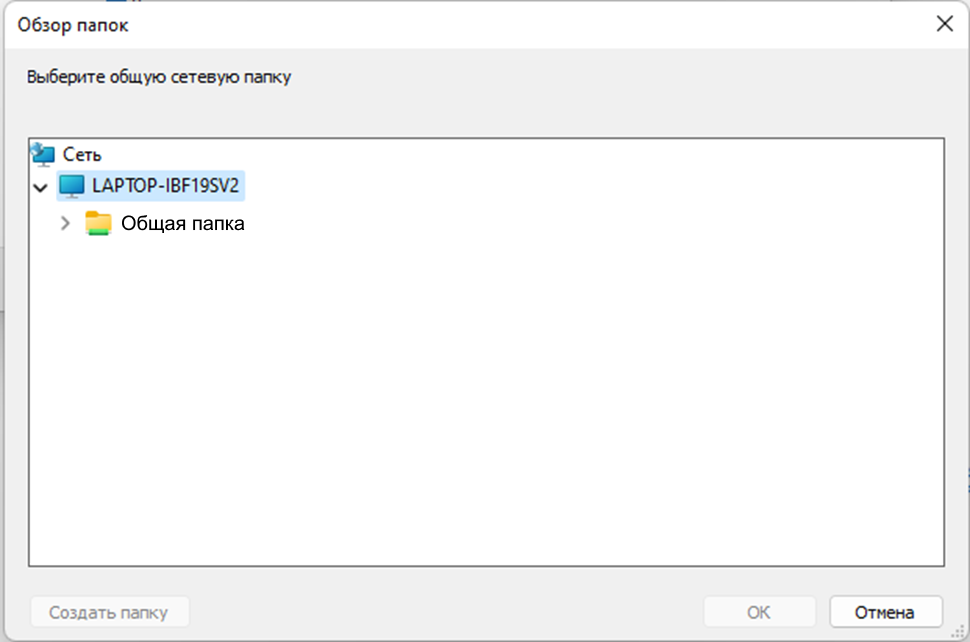 Обзор папок
Выберите общую сетевую папку
Сеть
LAPTOP-IBF19SV2
Общая папка
Создать папку
OK
Отмена